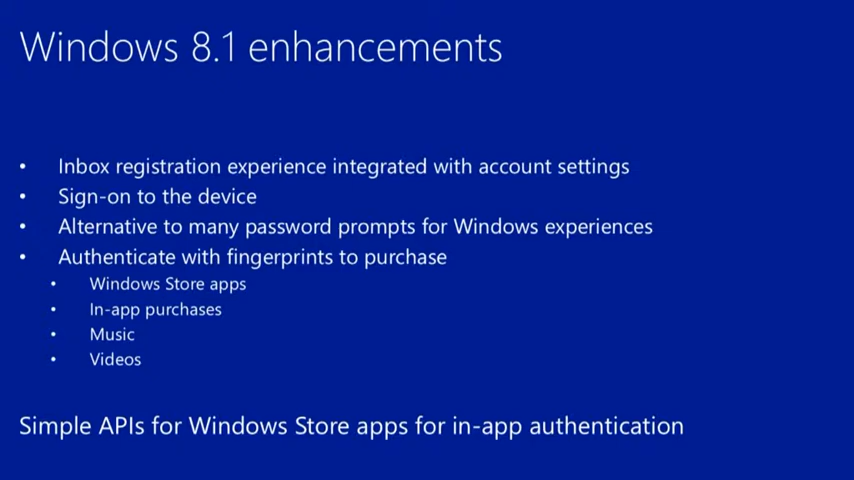 Windows 8.1 enhancements
• Inbox registration experience integrated with account settings
• Sign-on to the device
• Alternative to many password prompts for Windows experiences
• Authenticate with fingerprints to purchase
• Windows Store apps
• In-app purchases
• Music
• Videos
Simple APIs for Windows Store apps for in-app authentication